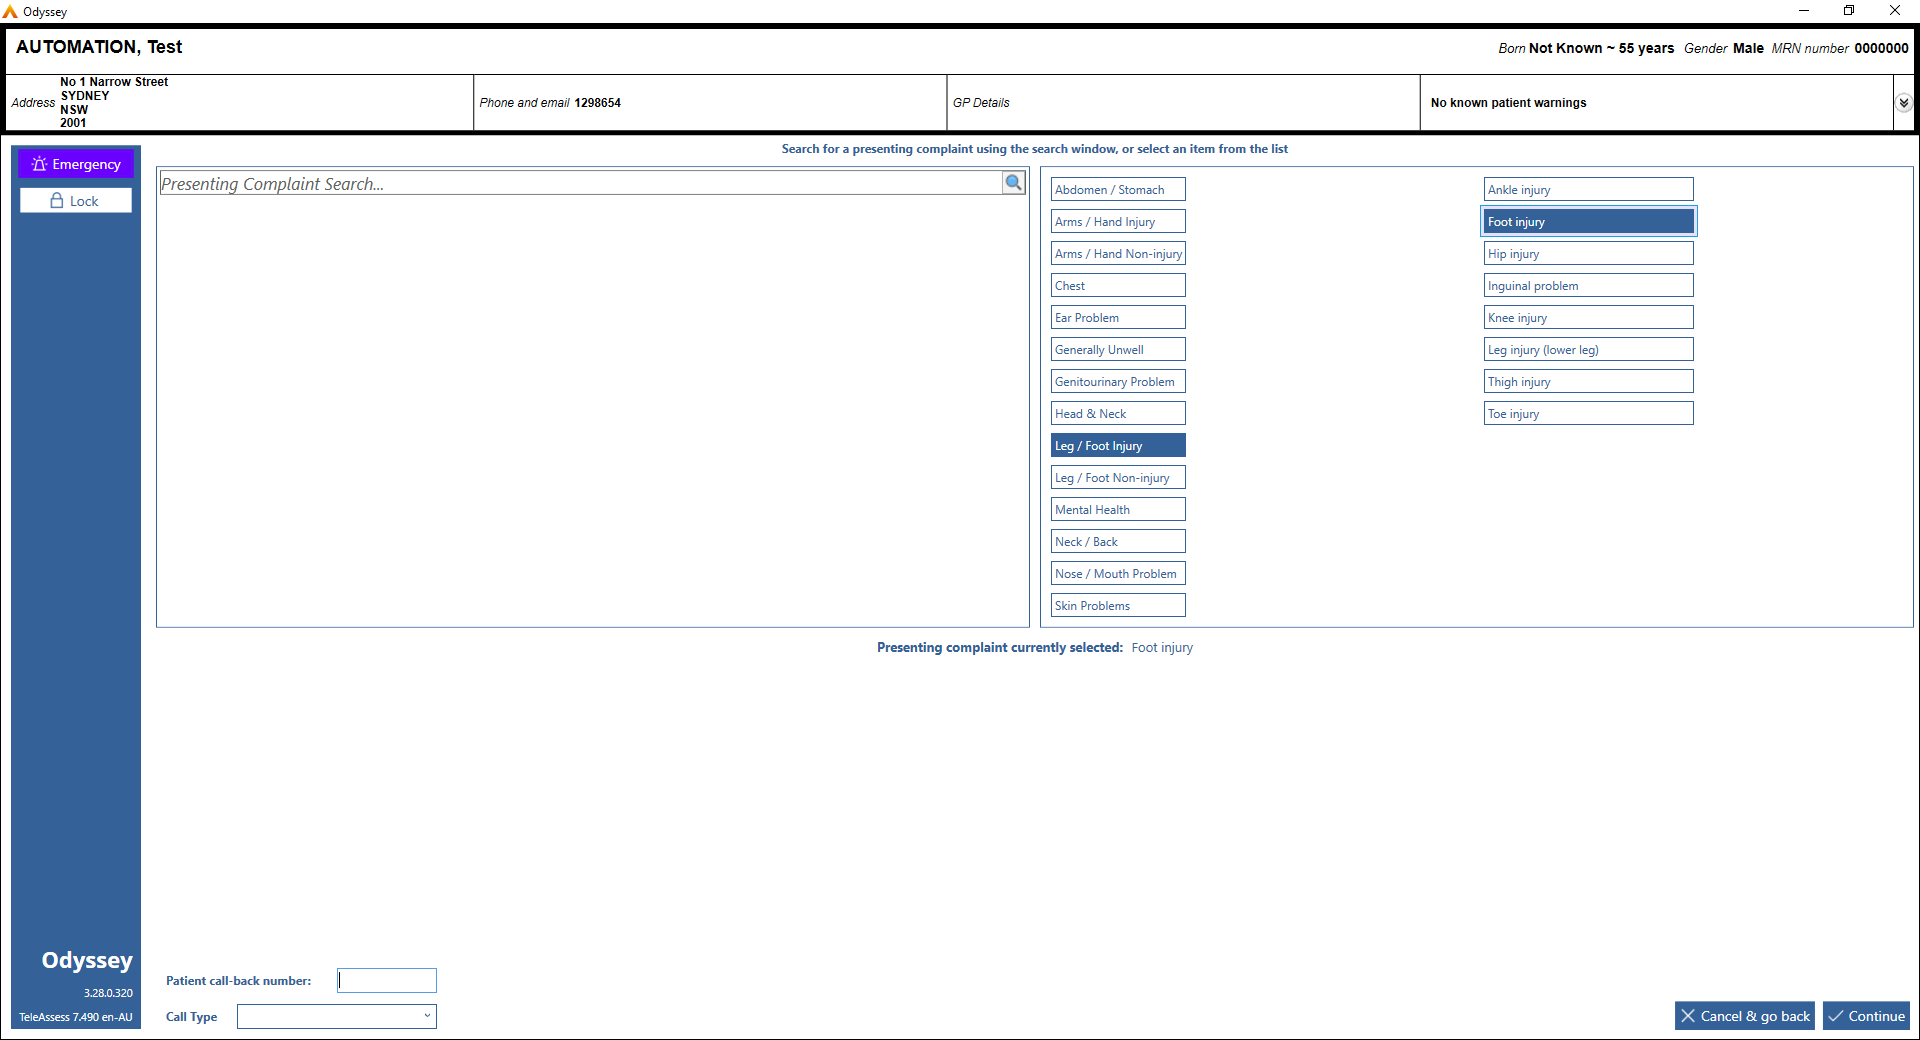 Odyssey
AUTOMATION, Test
Born Not Known ~ 55 years Gender Male MRN number 0000000
Address No 1 Narrow Street
SYDNEY
NSW
2001
Phone and email 1298654
GP Details
No known patient warnings
Emergency
Lock
Search for a presenting complaint using the search window, or select an item from the list
Presenting Complaint Search...
Abdomen / Stomach
Arms / Hand Injury
Arms / Hand Non-injury
Chest
Ear Problem
Generally Unwell
Genitourinary Problem
Head & Neck
Leg / Foot Injury
Leg / Foot Non-injury
Mental Health
Neck / Back
Nose / Mouth Problem
Skin Problems
Ankle injury
Foot injury
Hip injury
Inguinal problem
Knee injury
Leg injury (lower leg)
Thigh injury
Toe injury
Presenting complaint currently selected: Foot injury
Odyssey
3.28.0.320
TeleAssess 7.490 en-AU
Patient call-back number:
Call Type
Cancel & go back
Continue